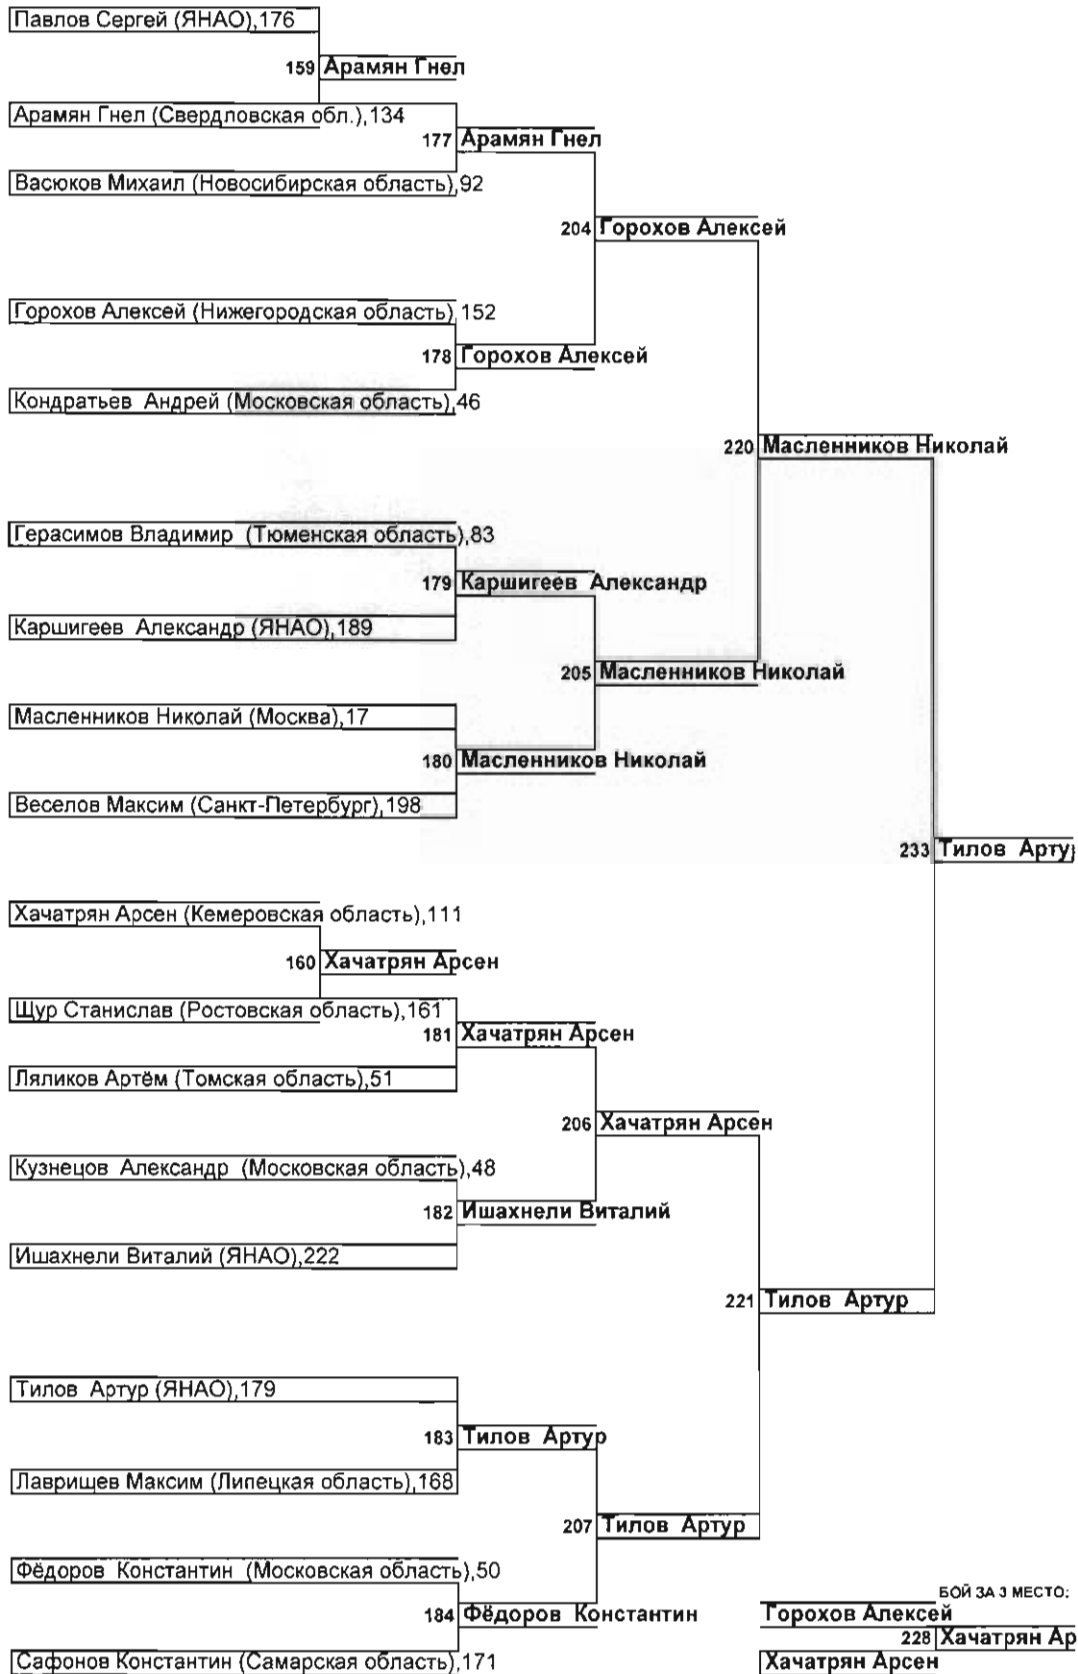 Павлов Сергей (ЯНАО),176
159 Арамян Гнел
Арамян Гнел (Свердловская обл.),134
177 Арамян Гнел
Васюков Михаил (Новосибирская область),92
204 Горохов Алексей
Горохов Алексей (Нижегородская область),152
178 Горохов Алексей
Кондратьев Андрей (Московская область),46
220 Масленников Николай
Герасимов Владимир (Тюменская область),83
179 Каршигеев Александр
Каршигеев Александр (ЯНАО),189
205 Масленников Николай
Масленников Николай (Москва),17
180 Масленников Николай
Веселов Максим (Санкт-Петербург),198
233 Тилов Арту
Хачатрян Арсен (Кемеровская область),111
160 Хачатрян Арсен
Щур Станислав (Ростовская область),161
181 Хачатрян Арсен
Ляликов Артём (Томская область),51
206 Хачатрян Арсен
Кузнецов Александр (Московская область),48
182 Ишахнели Виталий
Ишахнели Виталий (ЯНАО),222
221 Тилов Артур
Тилов Артур (ЯНАО),179
183 Тилов Артур
Лаврищев Максим (Липецкая область),168
207 Тилов Артур
Фёдоров Константин (Московская область),50
БОЙ ЗА 3 МЕСТО:
184 Фёдоров Константин
Горохов Алексей
228 Хачатрян Ар
Сафонов Константин (Самарская область),171
Хачатрян Арсен